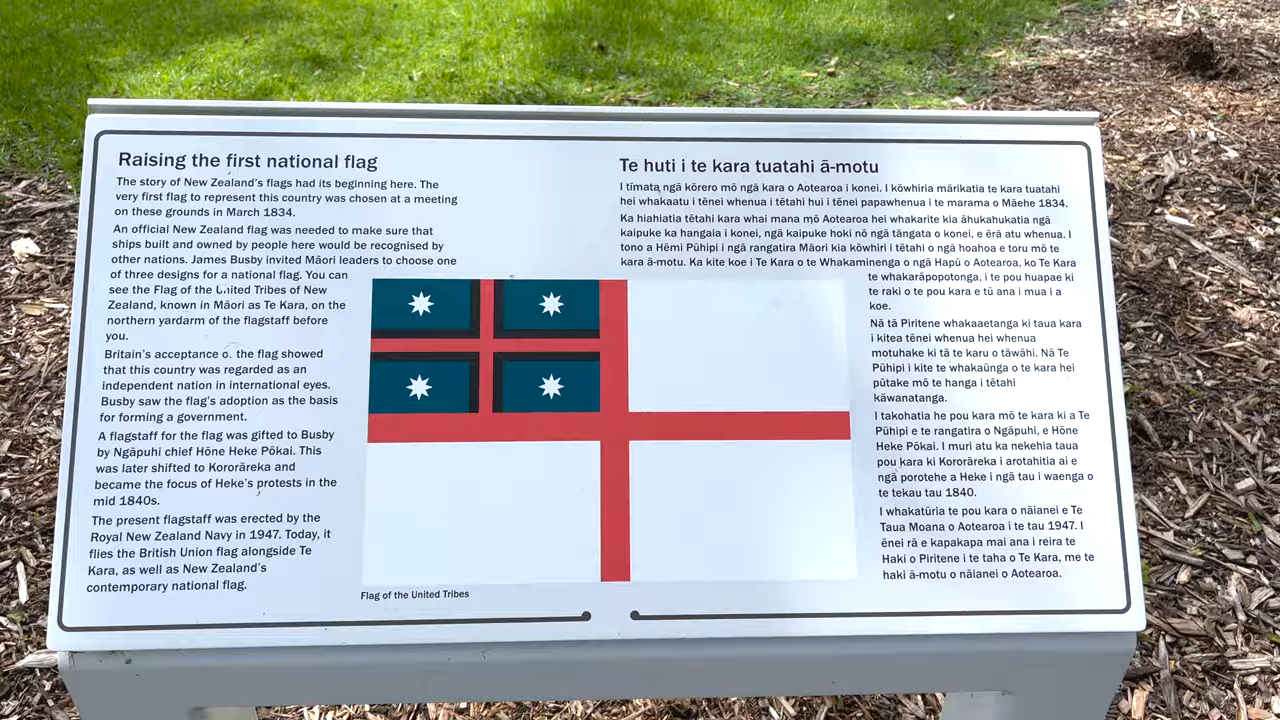 Raising the first national flag
The story of New Zealand's flags had its beginning here. The
very first flag to represent this country was chosen at a meeting
on these grounds in March 1834.
An official New Zealand flag was needed to make sure that
ships built and owned by people here would be recognised by
other nations. James Busby invited Māori leaders to choose one
of three designs for a national flag. You can
see the Flag of the United Tribes of New
Zealand, known in Māori as Te Kara, on the
northern yardarm of the flagstaff before
you.
Britain's acceptance of the flag showed
that this country was regarded as an
independent nation in international eyes.
Busby saw the flag's adoption as the basis
for forming a government.
A flagstaff for the flag was gifted to Busby
by Ngāpuhi chief Hōne Heke Pōkai. This
was later shifted to Kororāreka and
became the focus of Heke's protests in the
mid 1840s.
The present flagstaff was erected by the
Royal New Zealand Navy in 1947. Today, it
flies the British Union flag alongside Te
Kara, as well as New Zealand's
contemporary national flag.
Flag of the United Tribes
Te huti i te kara tuatahi ā-motu
I tīmata ngā kōrero mō ngā kara o Aotearoa i konei. I kōwhiria mārikatia te kara tuatahi
hei whakaatu i tēnei whenua i tētahi hui i tēnei papawhenua i te marama o Māehe 1834.
Ka hiahiatia tētahi kara whai mana mō Aotearoa hei whakarite kia āhukahukatia ngā
kaipuke ka hangaia i konei, ngā kaipuke hoki nō ngā tāngata o konei, e ērā atu whenua. I
tono a Hēmi Pūhipi i ngā rangatira Māori kia kōwhiri i tētahi o ngā hoahoa e toru mō te
kara ā-motu. Ka kite koe i Te Kara o te Whakaminenga o ngā Hapū o Aotearoa, ko Te Kara
te whakarāpopotonga, i te pou huapae ki
te raki o te pou kara e tū ana i mua i a
koe.
Nā tā Piritene whakaaetanga ki taua kara
i kitea tēnei whenua hei whenua
motuhake ki tā te karu o tāwāhi. Nā Te
Pūhipi i kite te whakaūnga o te kara hei
pūtake mō te hanga i tētahi
kāwanatanga.
I takohatia he pou kara mō te kara ki a Te
Pūhipi e te rangatira o Ngāpuhi, e Hōne
Heke Pōkai. I muri atu ka nekehia taua
pou kara ki Kororāreka i arotahitia ai e
ngā porotehe a Heke i ngā tau i waenga o
te tekau tau 1840.
I whakatūria te pou kara o nāianei e Te
Taua Moana o Aotearoa i te tau 1947. I
ēnei rā e kapakapa mai ana i reira te
Haki o Piritene i te taha o Te Kara, me te
haki ā-motu o nāianei o Aotearoa.